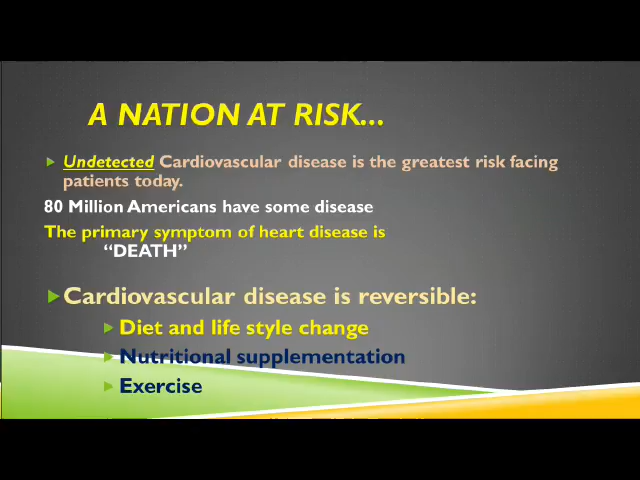 A NATION AT RISK...
Undetected Cardiovascular disease is the greatest risk facing
patients today.
80 Million Americans have some disease
The primary symptom of heart disease is
“DEATH”
Cardiovascular disease is reversible:
Diet and life style change
Nutritional supplementation
Exercise